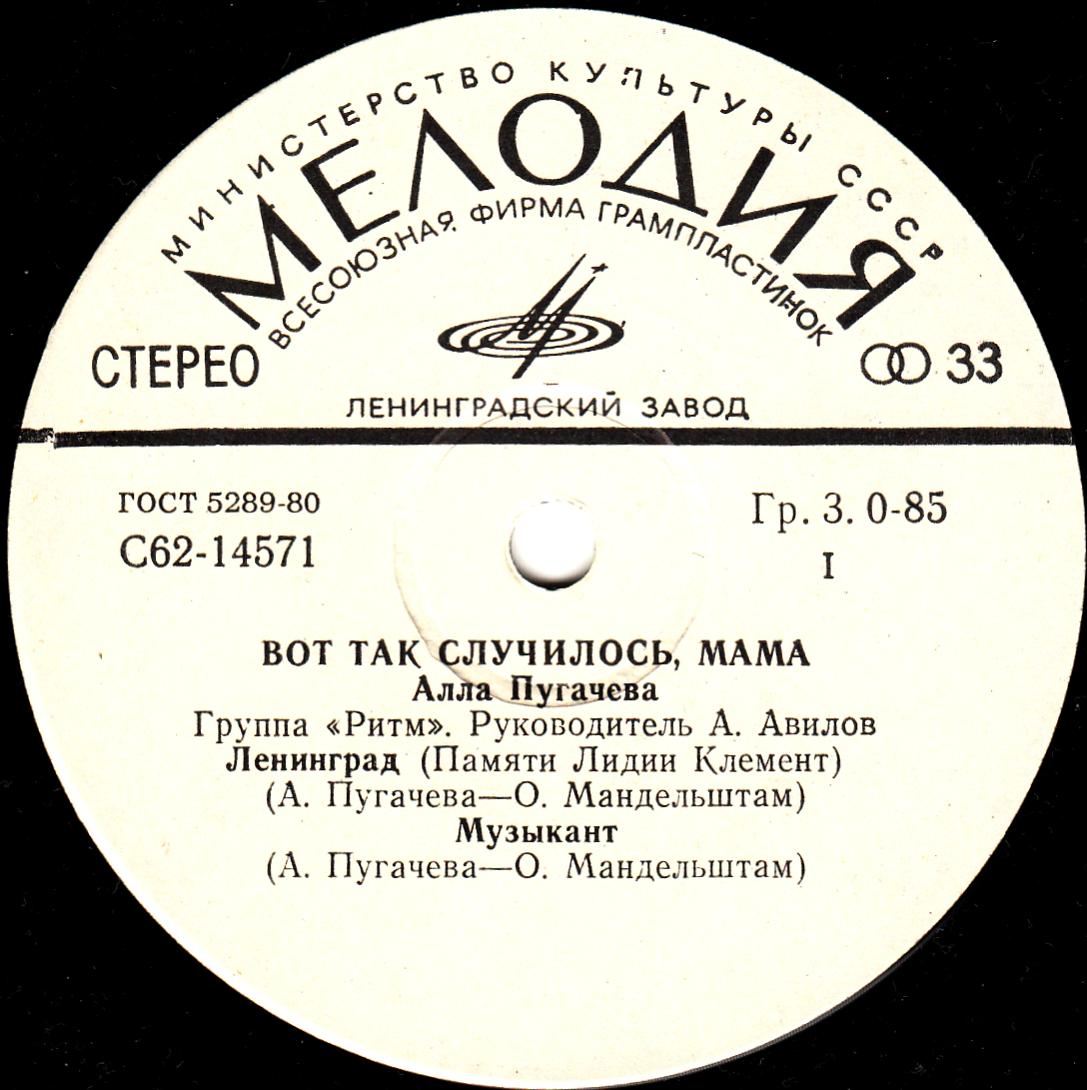 МИНИСТЕРСТВО КУЛЬТУРЫ СССР
МЕЛОДИЯ
ВСЕСОЮЗНАЯ ФИРМА ГРАМПЛАСТИНОК
СТЕРЕО
33
ЛЕНИНГРАДСКИЙ ЗАВОД
ГОСТ 5289-80
Гр. 3. 0-85
С62-14571
I
ВОТ ТАК СЛУЧИЛОСЬ, МАМА
Алла Пугачева
Группа «Ритм». Руководитель А. Авилов
Ленинград (Памяти Лидии Клемент)
(А. Пугачева—О. Мандельштам)
Музыкант
(А. Пугачева—О. Мандельштам)